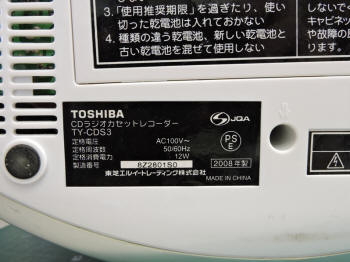 3.「使用推奨期限」を過ぎたり、使い
切った乾電池は入れておかない
4. 種類の違う乾電池、新しい乾電池と
古い乾電池を混ぜて使用しない
しないで
キャビネッ
や故障の原
TOSHIBA
JQA
CDラジオカセットレコーダー
TY-CDS3
PS
E
定格電圧 AC100V〜
定格周波数 50/60Hz
定格消費電力 12W
製造番号 8Z2801S0 2008年製
東芝エルイートレーディング株式会社
MADE IN CHINA